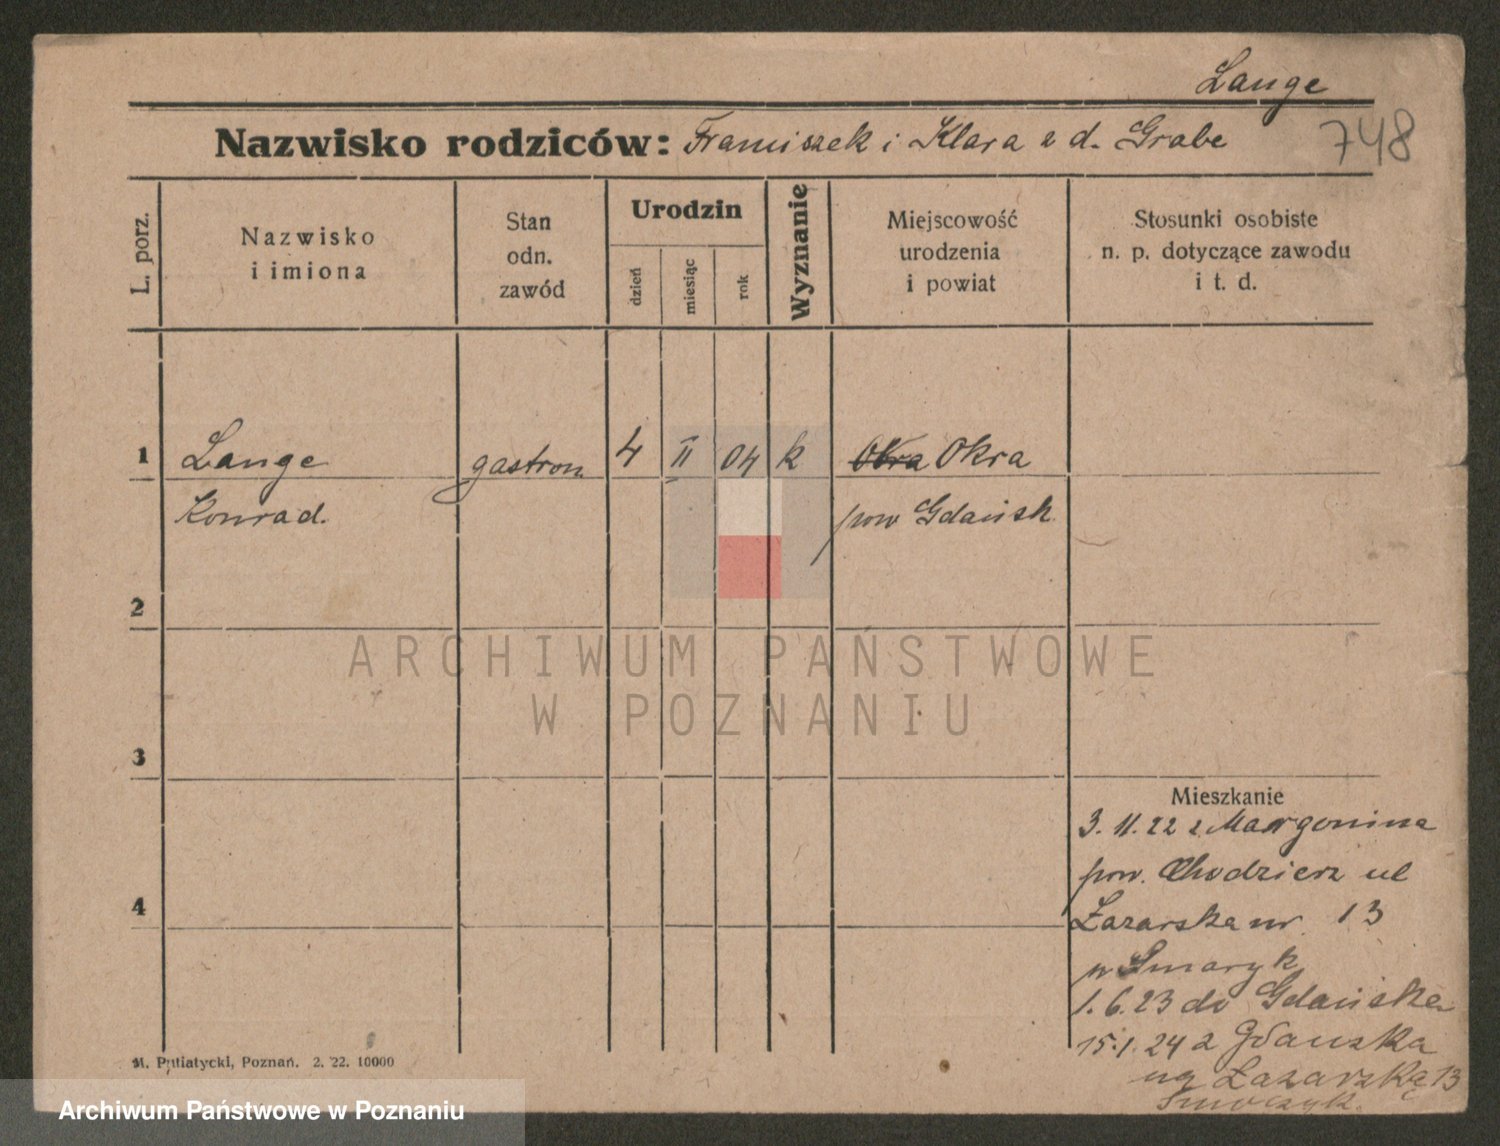 Lange
Nazwisko rodziców: Franciszek i Klara z d. Grabe
748
L. porz.
Nazwisko
i imiona
Stan
odn.
zawód
Urodzin
dzień
miesiąc
rok
Wyznanie
Miejscowość
urodzenia
i powiat
Stosunki osobiste
n. p. dotyczące zawodu
i t. d.
1 Lange gastron. 4 II 04 k Okra
Konrad. pow Gdańsk
2
ARCHIWUM PAŃSTWOWE
W POZNANIU
3
Mieszkanie
3. 11. 22 z Margonina
pow. Chodzierz ul
4
Łazarska nr. 13
1. 6. 23 do Gdańska
15. 1. 24 z Gdańska
na Łazarską 13
M. Putiatycki, Poznań. 2. 22. 10000
Archiwum Państwowe w Poznaniu